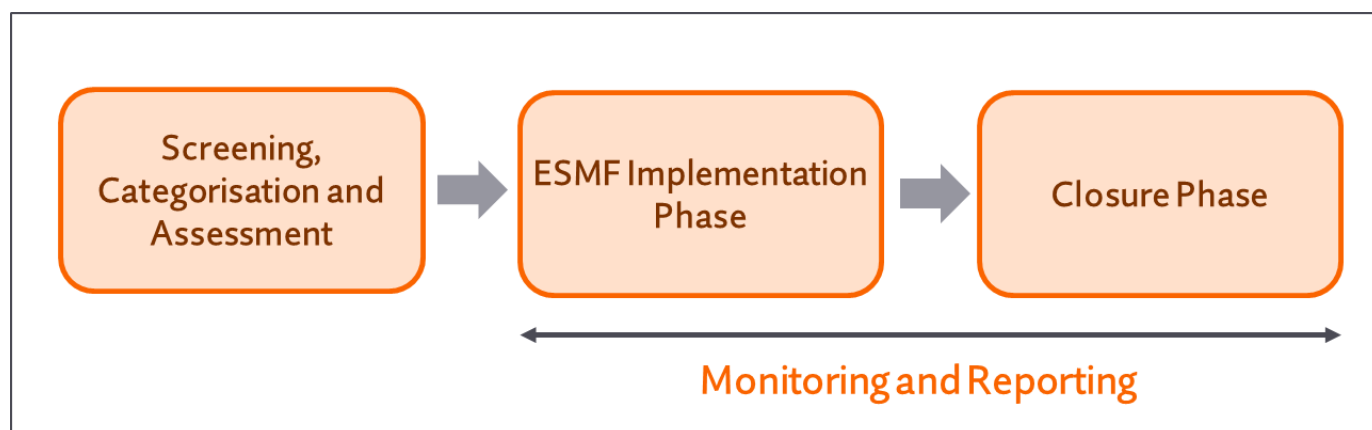 Screening,
Categorisation and
Assessment
ESMF Implementation
Phase
Closure Phase
Monitoring and Reporting